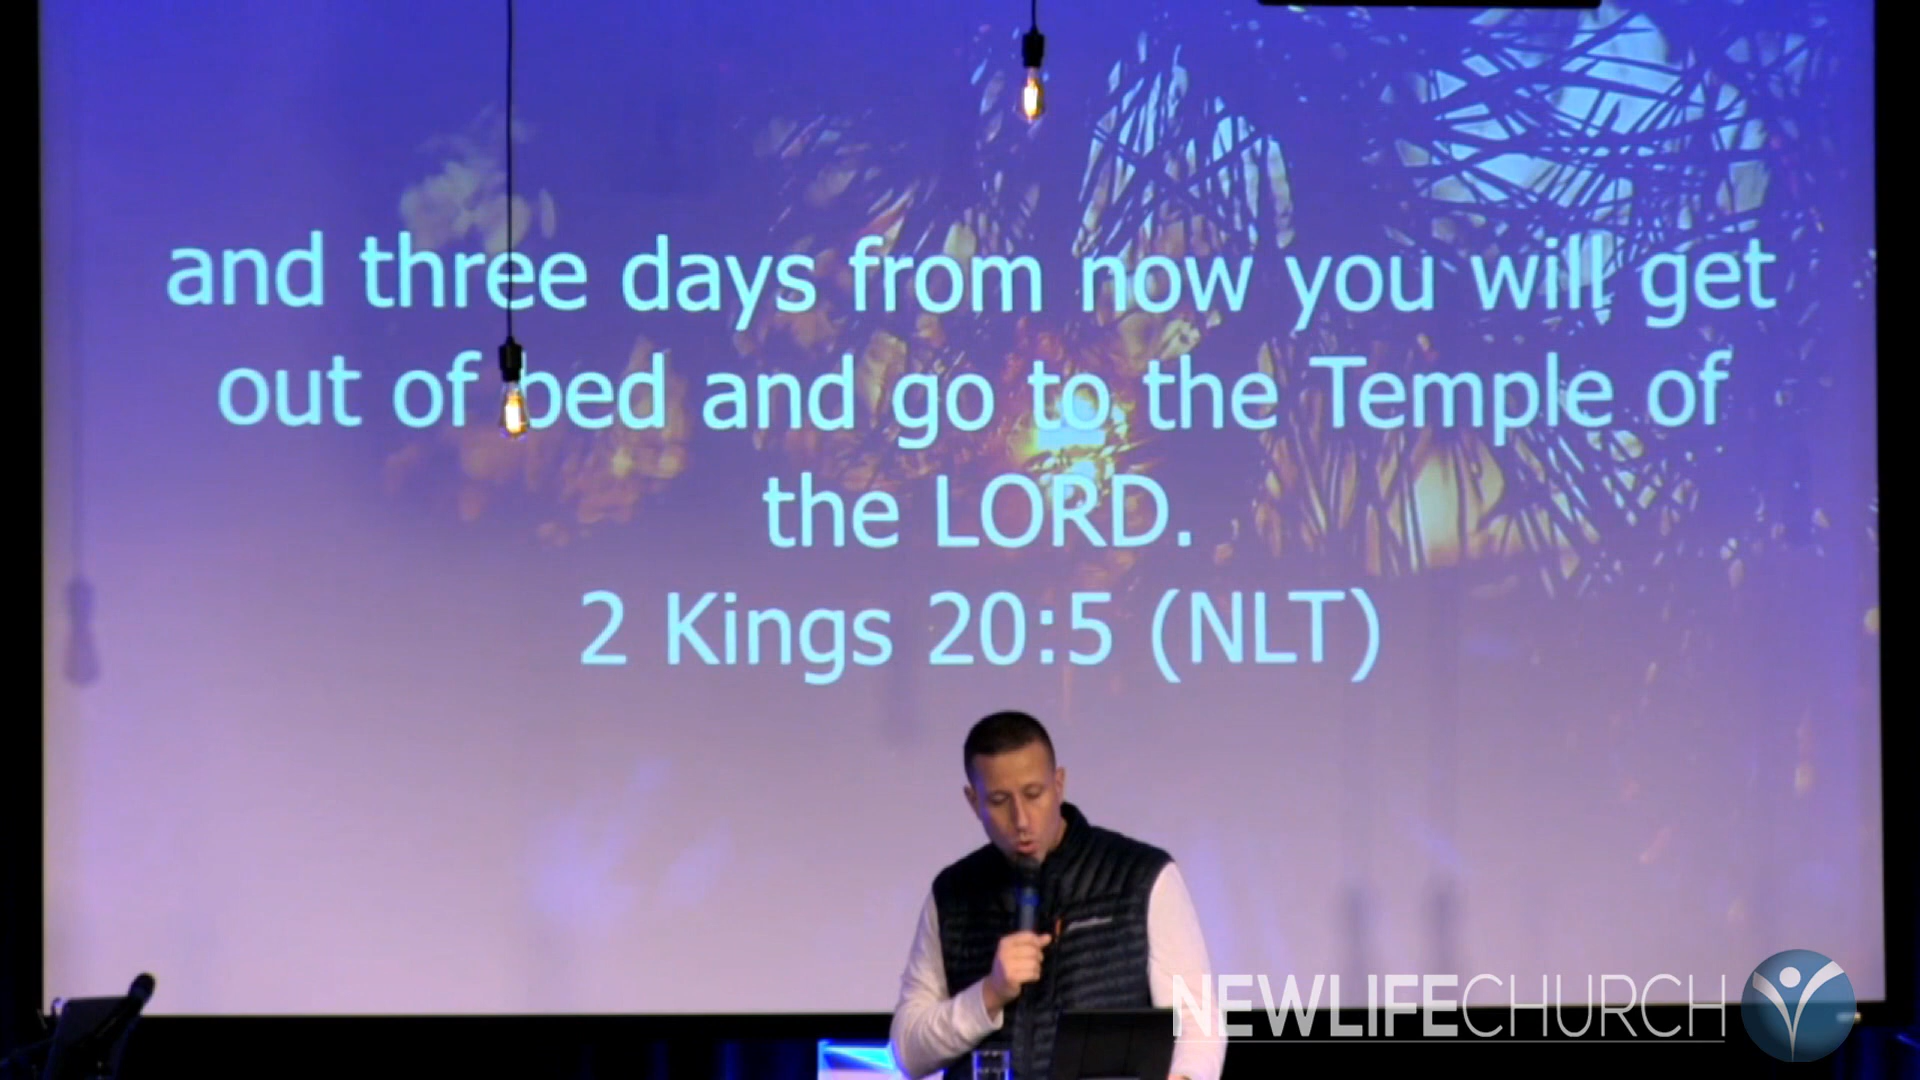 and three days from now you will get
out of bed and go to the Temple of
the LORD.
2 Kings 20:5 (NLT)
NEWLIFECHURCH